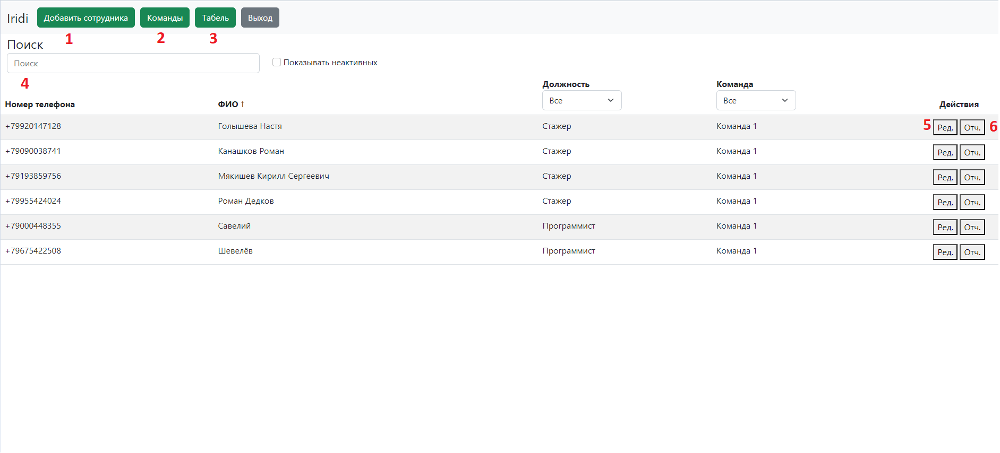 Iridi Добавить сотрудника Команды Табель Выход
1 2 3
Поиск
Поиск Показывать неактивных
4
Должность Команда
Все Все
Номер телефона ФИО ↑ Действия
+79920147128 Голышева Настя Стажер Команда 1 5 Ред. Отч. 6
+79090038741 Канашков Роман Стажер Команда 1 Ред. Отч.
+79193859756 Мякишев Кирилл Сергеевич Стажер Команда 1 Ред. Отч.
+79955424024 Роман Дедков Стажер Команда 1 Ред. Отч.
+79000448355 Савелий Программист Команда 1 Ред. Отч.
+79675422508 Шевелёв Программист Команда 1 Ред. Отч.